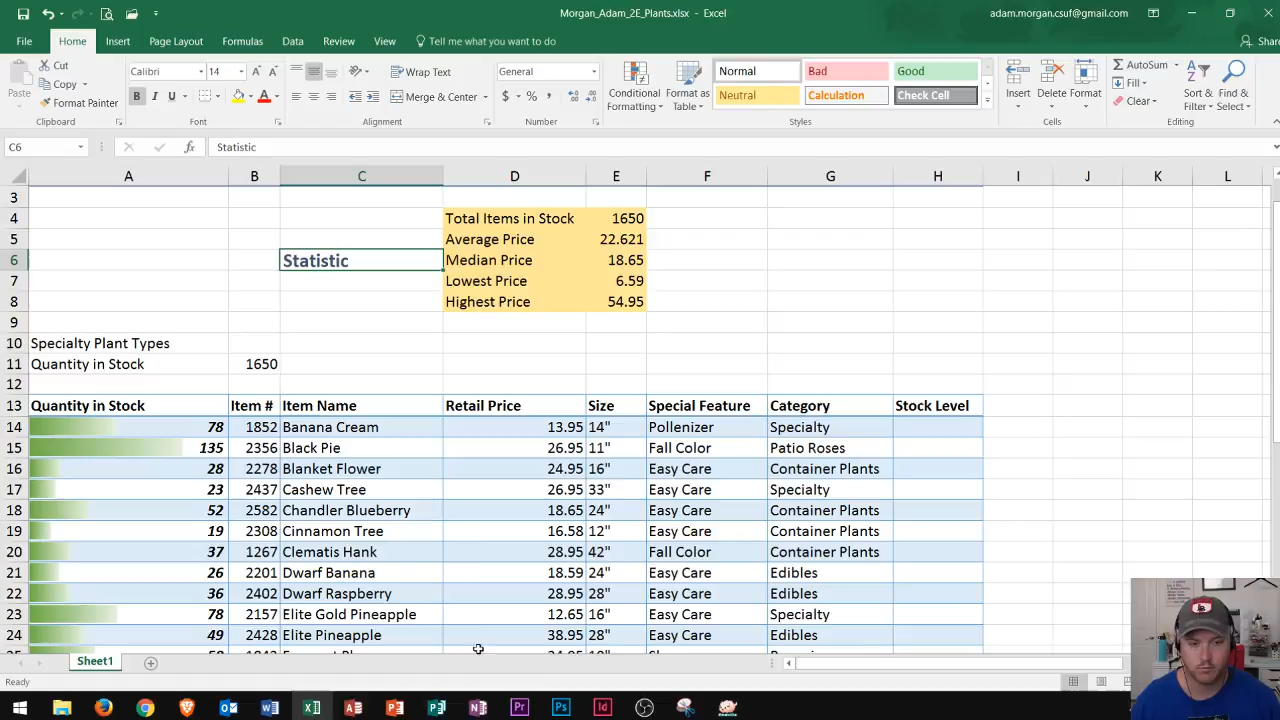 Morgan_Adam_2E_Plants.xlsx - Excel
adam.morgan.csuf@gmail.com
File Home Insert Page Layout Formulas Data Review View Tell me what you want to do Share
Paste
Cut
Copy
Format Painter
Clipboard
Calibri 14
B I U
Font
Wrap Text
Merge & Center
Alignment
General
$ % ,
Number
Conditional Formatting
Format as Table
Normal Bad Good
Neutral Calculation Check Cell
Styles
Insert Delete Format
Cells
AutoSum
Fill
Clear
Sort & Filter
Find & Select
Editing
C6 fx Statistic
A B C D E F G H I J K L
3
4 Total Items in Stock 1650
5 Average Price 22.621
6 Statistic Median Price 18.65
7 Lowest Price 6.59
8 Highest Price 54.95
9
10 Specialty Plant Types
11 Quantity in Stock 1650
12
13 Quantity in Stock Item # Item Name Retail Price Size Special Feature Category Stock Level
14 78 1852 Banana Cream 13.95 14" Pollenizer Specialty
15 135 2356 Black Pie 26.95 11" Fall Color Patio Roses
16 28 2278 Blanket Flower 24.95 16" Easy Care Container Plants
17 23 2437 Cashew Tree 26.95 33" Easy Care Specialty
18 52 2582 Chandler Blueberry 18.65 24" Easy Care Container Plants
19 19 2308 Cinnamon Tree 16.58 12" Easy Care Container Plants
20 37 1267 Clematis Hank 28.95 42" Fall Color Container Plants
21 26 2201 Dwarf Banana 18.59 24" Easy Care Edibles
22 36 2402 Dwarf Raspberry 28.95 28" Easy Care Edibles
23 78 2157 Elite Gold Pineapple 12.65 16" Easy Care Specialty
24 49 2428 Elite Pineapple 38.95 28" Easy Care Edibles
Sheet1
Ready